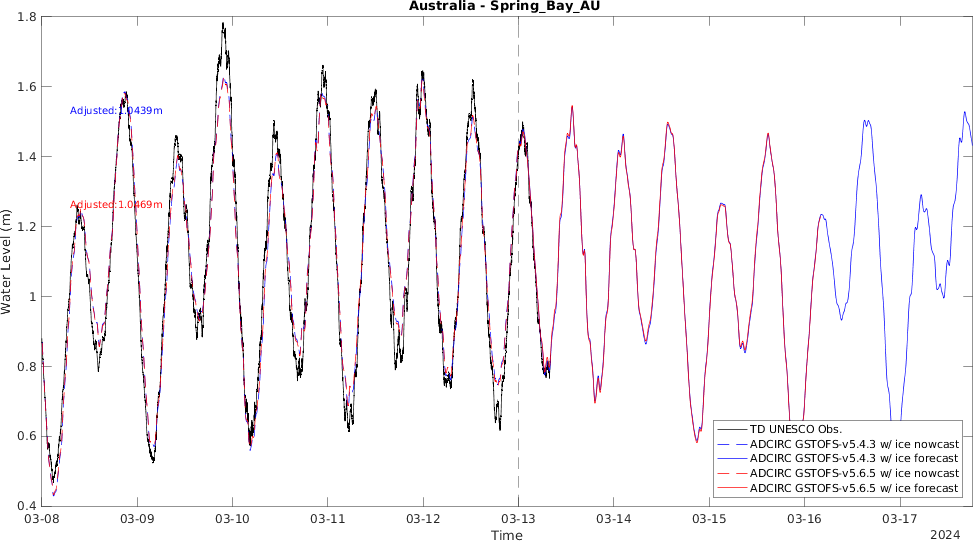 Australia - Spring_Bay_AU
1.8
1.6
1.4
1.2
1
0.8
0.6
0.4
Water Level (m)
Adjusted:1.0439m
Adjusted:1.0469m
TD UNESCO Obs.
ADCIRC GSTOFS-v5.4.3 w/ ice nowcast
ADCIRC GSTOFS-v5.4.3 w/ ice forecast
ADCIRC GSTOFS-v5.6.5 w/ ice nowcast
ADCIRC GSTOFS-v5.6.5 w/ ice forecast
03-08 03-09 03-10 03-11 03-12 03-13 03-14 03-15 03-16 03-17
Time
2024